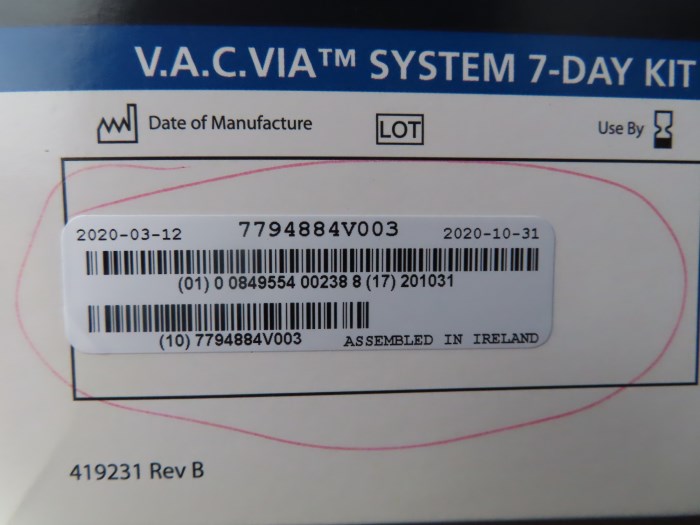 V.A.C.VIA™ SYSTEM 7-DAY KIT
Date of Manufacture LOT Use By
2020-03-12 7794884V003 2020-10-31
(01) 0 0849554 00238 8 (17) 201031
(10) 7794884V003 ASSEMBLED IN IRELAND
419231 Rev B